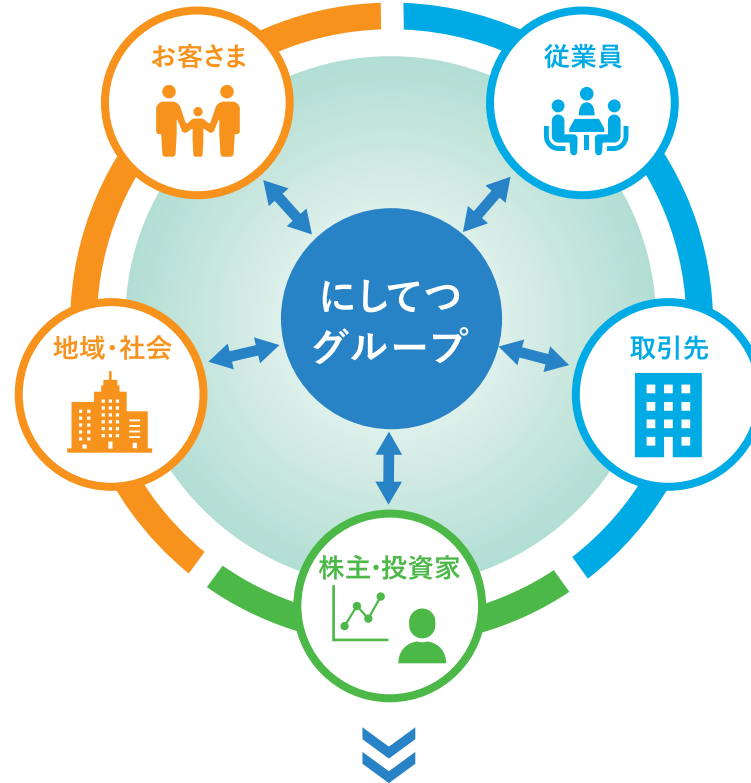 お客さま
従業員
にしてつ
グループ
地域・社会
取引先
株主・投資家